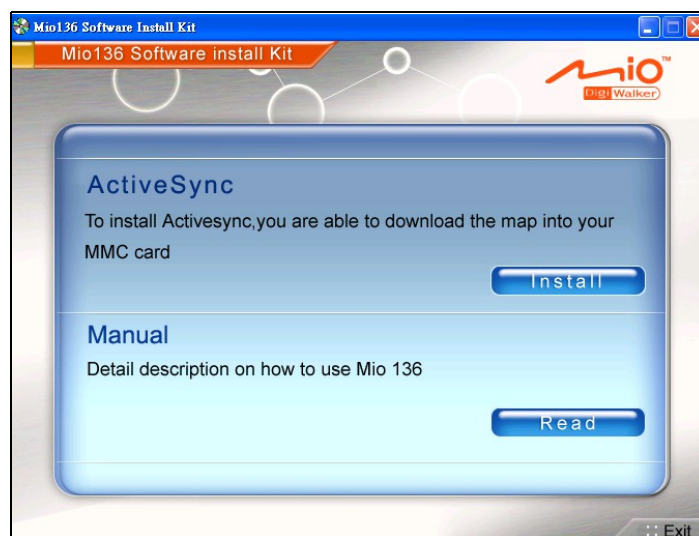 Mio136 Software Install Kit
Mio136 Software install Kit
Mio TM
Digi Walker
ActiveSync
To install Activesync,you are able to download the map into your
MMC card
Install
Manual
Detail description on how to use Mio 136
Read
:: Exit